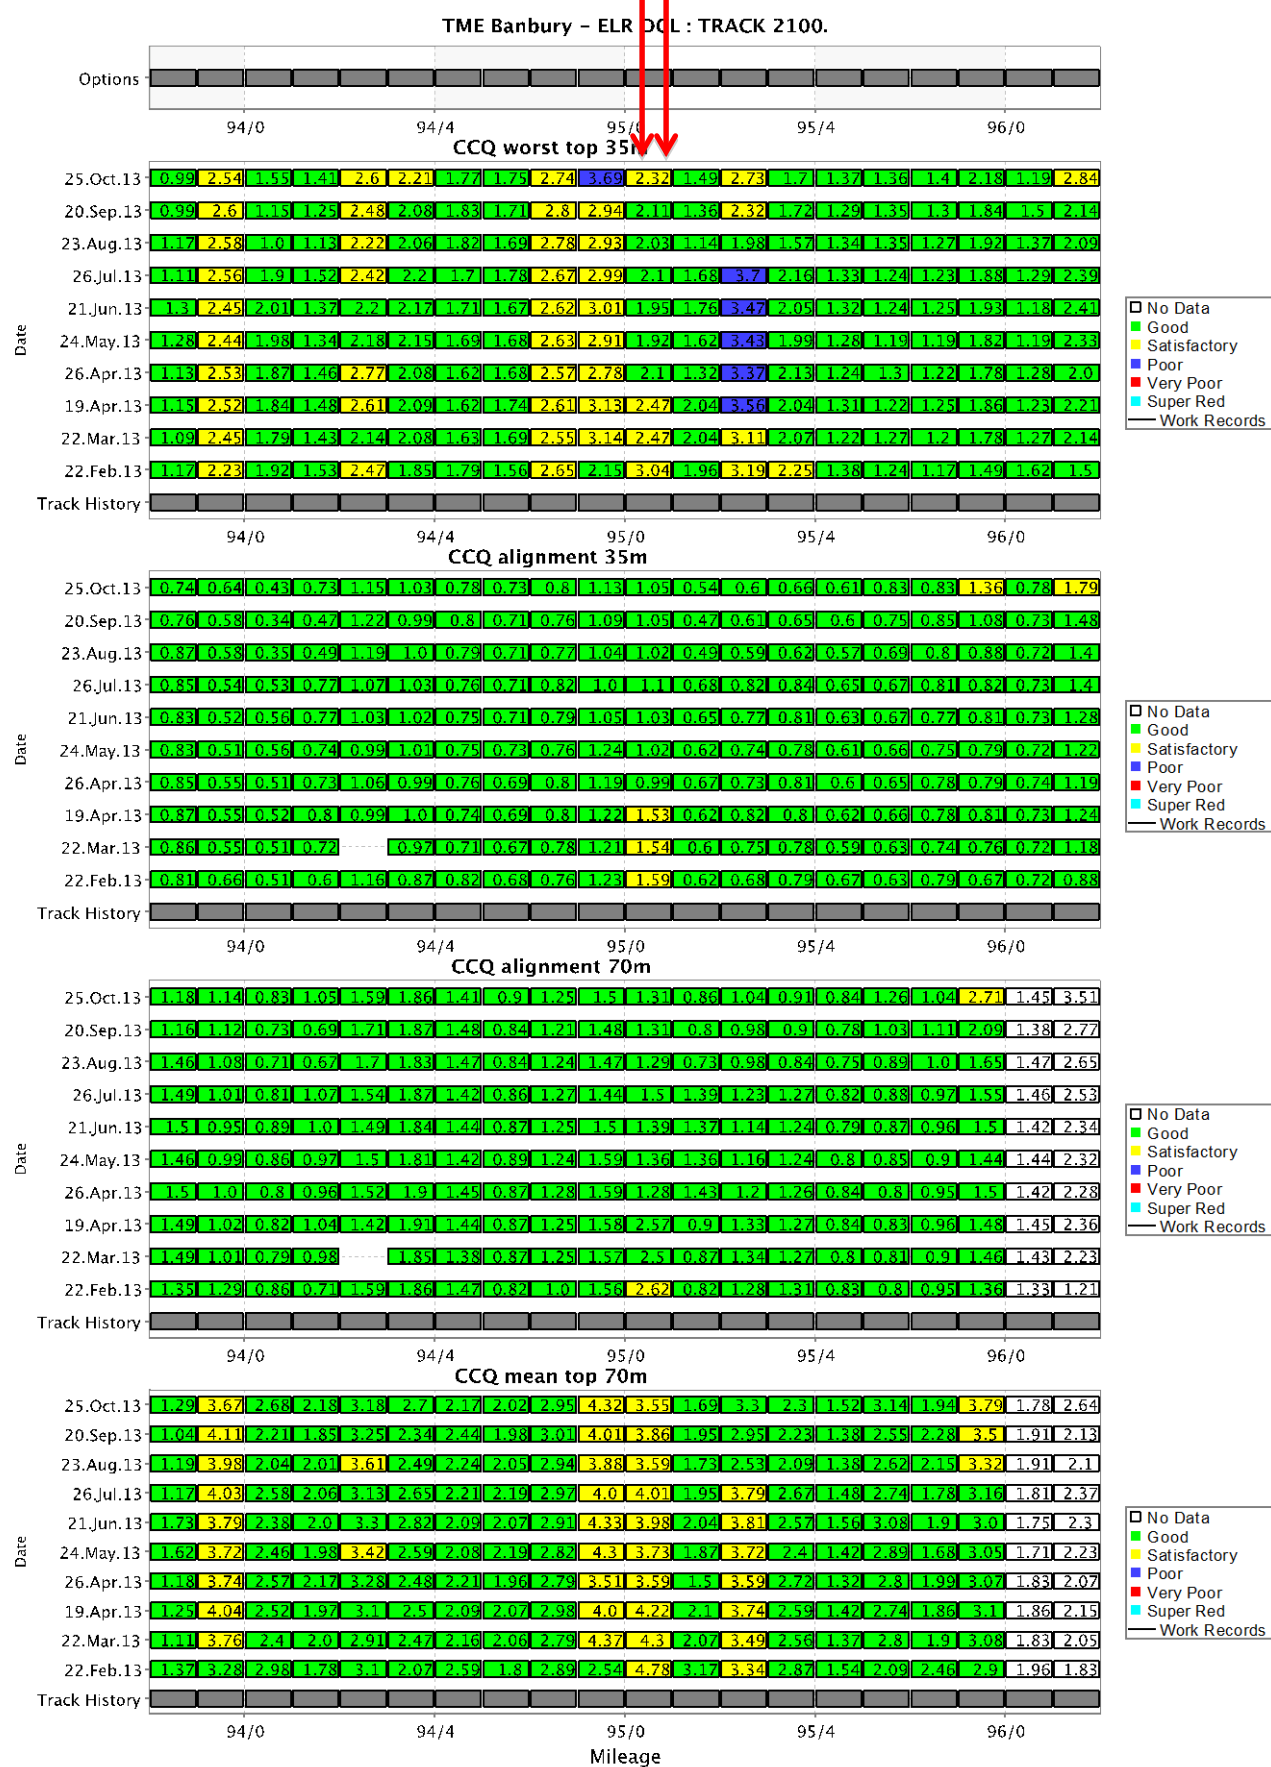 TME Banbury – ELR DCL : TRACK 2100.
Options
94/0 94/4 95/0 95/4 96/0
CCQ worst top 35m
25.Oct.13 0.99 2.54 1.55 1.41 2.6 2.21 1.77 1.75 2.74 3.69 2.32 1.49 2.73 1.7 1.37 1.36 1.4 2.18 1.19 2.84
20.Sep.13 0.99 2.6 1.15 1.25 2.48 2.08 1.83 1.71 2.8 2.94 2.11 1.36 2.32 1.72 1.29 1.35 1.3 1.84 1.5 2.14
23.Aug.13 1.17 2.58 1.0 1.13 2.22 2.06 1.82 1.69 2.78 2.93 2.03 1.14 1.98 1.57 1.34 1.35 1.27 1.92 1.37 2.09
26.Jul.13 1.11 2.56 1.9 1.52 2.42 2.2 1.7 1.78 2.67 2.99 2.1 1.68 3.7 2.16 1.33 1.24 1.23 1.88 1.29 2.39
21.Jun.13 1.3 2.45 2.01 1.37 2.2 2.17 1.71 1.67 2.62 3.01 1.95 1.76 3.47 2.05 1.32 1.24 1.25 1.93 1.18 2.41
24.May.13 1.28 2.44 1.98 1.34 2.18 2.15 1.69 1.68 2.63 2.91 1.92 1.62 3.43 1.99 1.28 1.19 1.19 1.82 1.19 2.33
26.Apr.13 1.13 2.53 1.87 1.46 2.77 2.08 1.62 1.68 2.57 2.78 2.1 1.32 3.37 2.13 1.24 1.3 1.22 1.78 1.28 2.0
19.Apr.13 1.15 2.52 1.84 1.48 2.61 2.09 1.62 1.74 2.61 3.13 2.47 2.04 3.56 2.04 1.31 1.22 1.25 1.86 1.23 2.21
22.Mar.13 1.09 2.45 1.79 1.43 2.14 2.08 1.63 1.69 2.55 3.14 2.47 2.04 3.11 2.07 1.22 1.27 1.2 1.78 1.27 2.14
22.Feb.13 1.17 2.23 1.92 1.53 2.47 1.85 1.79 1.56 2.65 2.15 3.04 1.96 3.19 2.25 1.38 1.24 1.17 1.49 1.62 1.5
Track History
Date
94/0 94/4 95/0 95/4 96/0
No Data
Good
Satisfactory
Poor
Very Poor
Super Red
Work Records
CCQ alignment 35m
25.Oct.13 0.74 0.64 0.43 0.73 1.15 1.03 0.78 0.73 0.8 1.13 1.05 0.54 0.6 0.66 0.61 0.83 0.83 1.36 0.78 1.79
20.Sep.13 0.76 0.58 0.34 0.47 1.22 0.99 0.8 0.71 0.76 1.09 1.05 0.47 0.61 0.65 0.6 0.75 0.85 1.08 0.73 1.48
23.Aug.13 0.87 0.58 0.35 0.49 1.19 1.0 0.79 0.71 0.77 1.04 1.02 0.49 0.59 0.62 0.57 0.69 0.8 0.88 0.72 1.4
26.Jul.13 0.85 0.54 0.53 0.77 1.07 1.03 0.76 0.71 0.82 1.0 1.1 0.68 0.82 0.84 0.65 0.67 0.81 0.82 0.73 1.4
21.Jun.13 0.83 0.52 0.56 0.77 1.03 1.02 0.75 0.71 0.79 1.05 1.03 0.65 0.77 0.81 0.63 0.67 0.77 0.81 0.73 1.28
24.May.13 0.83 0.51 0.56 0.74 0.99 1.01 0.75 0.73 0.76 1.24 1.02 0.62 0.74 0.78 0.61 0.66 0.75 0.79 0.72 1.22
26.Apr.13 0.85 0.55 0.51 0.73 1.06 0.99 0.76 0.69 0.8 1.19 0.99 0.67 0.73 0.81 0.6 0.65 0.78 0.79 0.74 1.19
19.Apr.13 0.87 0.55 0.52 0.8 0.99 1.0 0.74 0.69 0.8 1.22 1.53 0.62 0.82 0.8 0.62 0.66 0.78 0.81 0.73 1.24
22.Mar.13 0.86 0.55 0.51 0.72 0.97 0.71 0.67 0.78 1.21 1.54 0.6 0.75 0.78 0.59 0.63 0.74 0.76 0.72 1.18
22.Feb.13 0.81 0.66 0.51 0.6 1.16 0.87 0.82 0.68 0.76 1.23 1.59 0.62 0.68 0.79 0.67 0.63 0.79 0.67 0.72 0.88
Track History
Date
94/0 94/4 95/0 95/4 96/0
No Data
Good
Satisfactory
Poor
Very Poor
Super Red
Work Records
CCQ alignment 70m
25.Oct.13 1.18 1.14 0.83 1.05 1.59 1.86 1.41 0.9 1.25 1.5 1.31 0.86 1.04 0.91 0.84 1.26 1.04 2.71 1.45 3.51
20.Sep.13 1.16 1.12 0.73 0.69 1.71 1.87 1.48 0.84 1.21 1.48 1.31 0.8 0.98 0.9 0.78 1.03 1.11 2.09 1.38 2.77
23.Aug.13 1.46 1.08 0.71 0.67 1.7 1.83 1.47 0.84 1.24 1.47 1.29 0.73 0.98 0.84 0.75 0.89 1.0 1.65 1.47 2.65
26.Jul.13 1.49 1.01 0.81 1.07 1.54 1.87 1.42 0.86 1.27 1.44 1.5 1.39 1.23 1.27 0.82 0.88 0.97 1.55 1.46 2.53
21.Jun.13 1.5 0.95 0.89 1.0 1.49 1.84 1.44 0.87 1.25 1.5 1.39 1.37 1.14 1.24 0.79 0.87 0.96 1.5 1.42 2.34
24.May.13 1.46 0.99 0.86 0.97 1.5 1.81 1.42 0.89 1.24 1.59 1.36 1.36 1.16 1.24 0.8 0.85 0.9 1.44 1.44 2.32
26.Apr.13 1.5 1.0 0.8 0.96 1.52 1.9 1.45 0.87 1.28 1.59 1.28 1.43 1.2 1.26 0.84 0.8 0.95 1.5 1.42 2.28
19.Apr.13 1.49 1.02 0.82 1.04 1.42 1.91 1.44 0.87 1.25 1.58 2.57 0.9 1.33 1.27 0.84 0.83 0.96 1.48 1.45 2.36
22.Mar.13 1.49 1.01 0.79 0.98 1.85 1.38 0.87 1.25 1.57 2.5 0.87 1.34 1.27 0.8 0.81 0.9 1.46 1.43 2.23
22.Feb.13 1.35 1.29 0.86 0.71 1.59 1.86 1.47 0.82 1.0 1.56 2.62 0.82 1.28 1.31 0.83 0.8 0.95 1.36 1.33 1.21
Track History
Date
94/0 94/4 95/0 95/4 96/0
No Data
Good
Satisfactory
Poor
Very Poor
Super Red
Work Records
CCQ mean top 70m
25.Oct.13 1.29 3.67 2.68 2.18 3.18 2.7 2.17 2.02 2.95 4.32 3.55 1.69 3.3 2.3 1.52 3.14 1.94 3.79 1.78 2.64
20.Sep.13 1.04 4.11 2.21 1.85 3.25 2.34 2.44 1.98 3.01 4.01 3.86 1.95 2.95 2.23 1.38 2.55 2.28 3.5 1.91 2.13
23.Aug.13 1.19 3.98 2.04 2.01 3.61 2.49 2.24 2.05 2.94 3.88 3.59 1.73 2.53 2.09 1.38 2.62 2.15 3.32 1.91 2.1
26.Jul.13 1.17 4.03 2.58 2.06 3.13 2.65 2.21 2.19 2.97 4.0 4.01 1.95 3.79 2.67 1.48 2.74 1.78 3.16 1.81 2.37
21.Jun.13 1.73 3.79 2.38 2.0 3.3 2.82 2.09 2.07 2.91 4.33 3.98 2.04 3.81 2.57 1.56 3.08 1.9 3.0 1.75 2.3
24.May.13 1.62 3.72 2.46 1.98 3.42 2.59 2.08 2.19 2.82 4.3 3.73 1.87 3.72 2.4 1.42 2.89 1.68 3.05 1.71 2.23
26.Apr.13 1.18 3.74 2.57 2.17 3.28 2.48 2.21 1.96 2.79 3.51 3.59 1.5 3.59 2.72 1.32 2.8 1.99 3.07 1.83 2.07
19.Apr.13 1.25 4.04 2.52 1.97 3.1 2.5 2.09 2.07 2.98 4.0 4.22 2.1 3.74 2.59 1.42 2.74 1.86 3.1 1.86 2.15
22.Mar.13 1.11 3.76 2.4 2.0 2.91 2.47 2.16 2.06 2.79 4.37 4.3 2.07 3.49 2.56 1.37 2.8 1.9 3.08 1.83 2.05
22.Feb.13 1.37 3.28 2.98 1.78 3.1 2.07 2.59 1.8 2.89 2.54 4.78 3.17 3.34 2.87 1.54 2.09 2.46 2.9 1.96 1.83
Track History
Date
94/0 94/4 95/0 95/4 96/0
Mileage
No Data
Good
Satisfactory
Poor
Very Poor
Super Red
Work Records